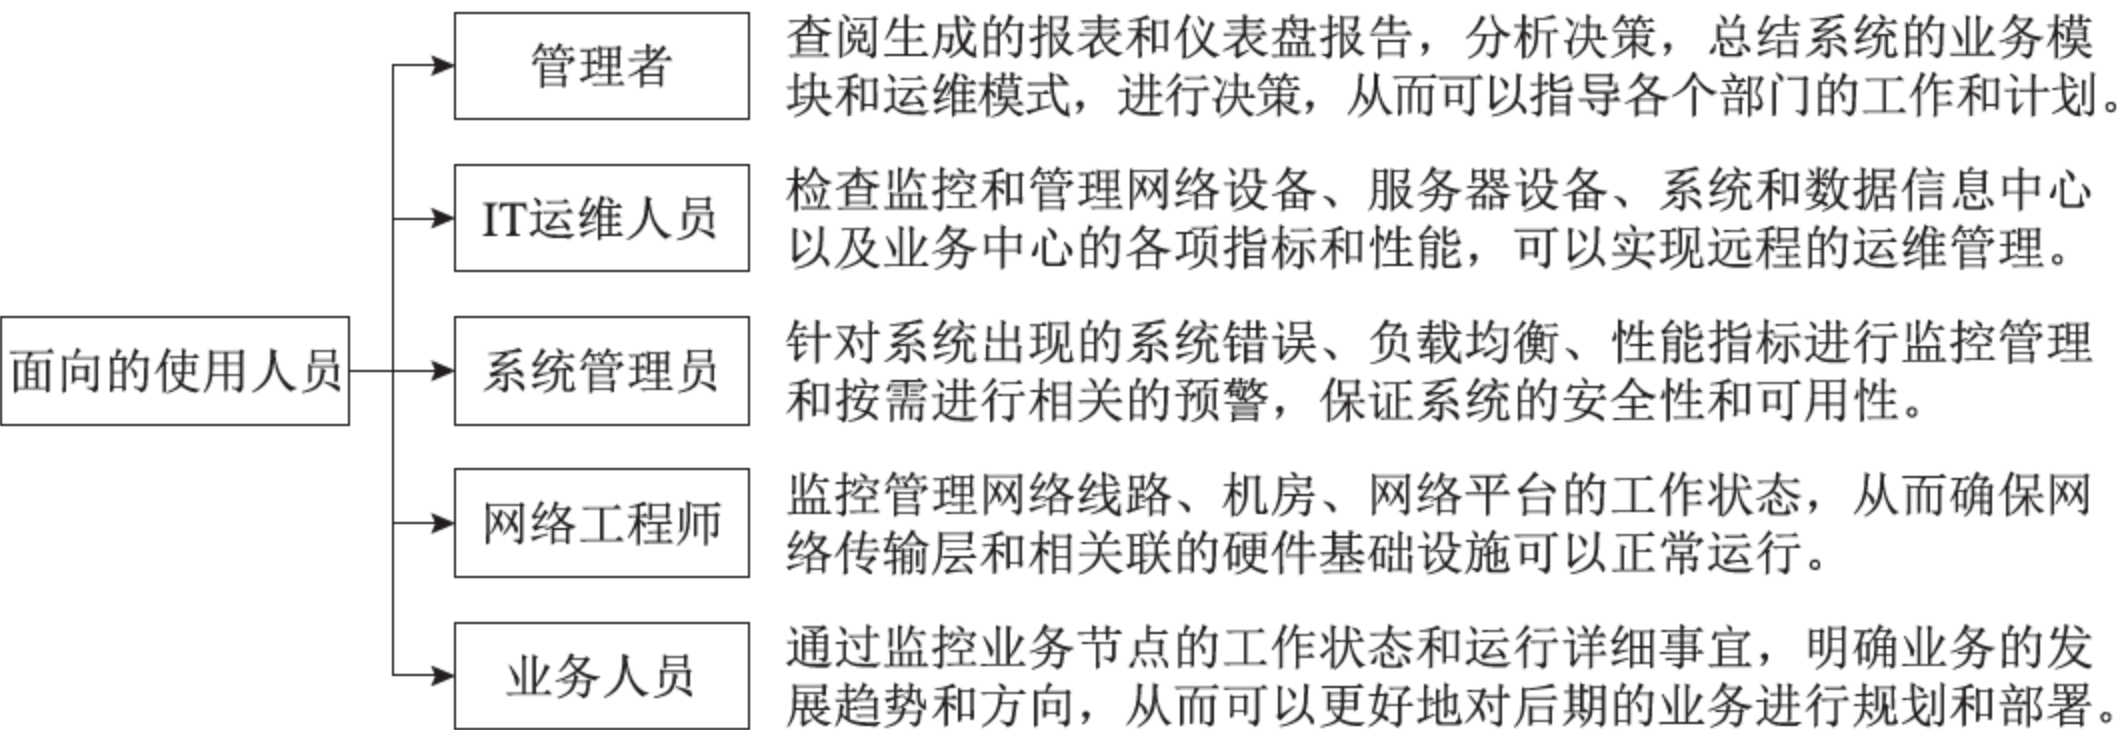 管理者
查阅生成的报表和仪表盘报告，分析决策，总结系统的业务模
块和运维模式，进行决策，从而可以指导各个部门的工作和计划。
IT运维人员
检查监控和管理网络设备、服务器设备、系统和数据信息中心
以及业务中心的各项指标和性能，可以实现远程的运维管理。
面向的使用人员
系统管理员
针对系统出现的系统错误、负载均衡、性能指标进行监控管理
和按需进行相关的预警，保证系统的安全性和可用性。
网络工程师
监控管理网络线路、机房、网络平台的工作状态，从而确保网
络传输层和相关联的硬件基础设施可以正常运行。
业务人员
通过监控业务节点的工作状态和运行详细事宜，明确业务的发
展趋势和方向，从而可以更好地对后期的业务进行规划和部署。